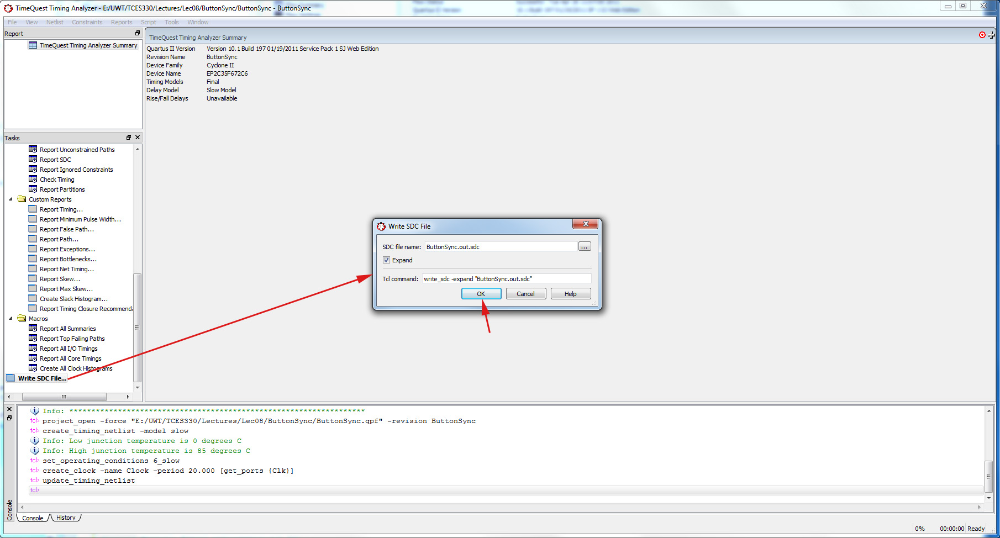 TimeQuest Timing Analyzer - E:/UWT/TCES330/Lectures/Lec08/ButtonSync/ButtonSync - ButtonSync
File View Netlist Constraints Reports Script Tools Window
Report
TimeQuest Timing Analyzer Summary
TimeQuest Timing Analyzer Summary
Quartus II Version Version 10.1 Build 197 01/19/2011 Service Pack 1 SJ Web Edition
Revision Name ButtonSync
Device Family Cyclone II
Device Name EP2C35F672C6
Timing Models Final
Delay Model Slow Model
Rise/Fall Delays Unavailable
Tasks
Report Unconstrained Paths
Report SDC
Report Ignored Constraints
Check Timing
Report Partitions
Custom Reports
Report Timing...
Report Minimum Pulse Width...
Report False Path...
Report Path...
Report Exceptions...
Report Bottlenecks...
Report Net Timing...
Report Skew...
Report Max Skew...
Create Slack Histogram...
Report Timing Closure Recommenda
Macros
Report All Summaries
Report Top Failing Paths
Report All I/O Timings
Report All Core Timings
Create All Clock Histograms
Write SDC File...
Write SDC File
SDC file name: ButtonSync.out.sdc ...
Expand
Tcl command: write_sdc -expand "ButtonSync.out.sdc"
OK Cancel Help
Info: *******************************************************************
tcl> project_open -force "E:/UWT/TCES330/Lectures/Lec08/ButtonSync/ButtonSync.qpf" -revision ButtonSync
tcl> create_timing_netlist -model slow
Info: Low junction temperature is 0 degrees C
Info: High junction temperature is 85 degrees C
tcl> set_operating_conditions 6_slow
tcl> create_clock -name Clock -period 20.000 [get_ports {Clk}]
tcl> update_timing_netlist
tcl>
Console
Console History
0% 00:00:00 Ready